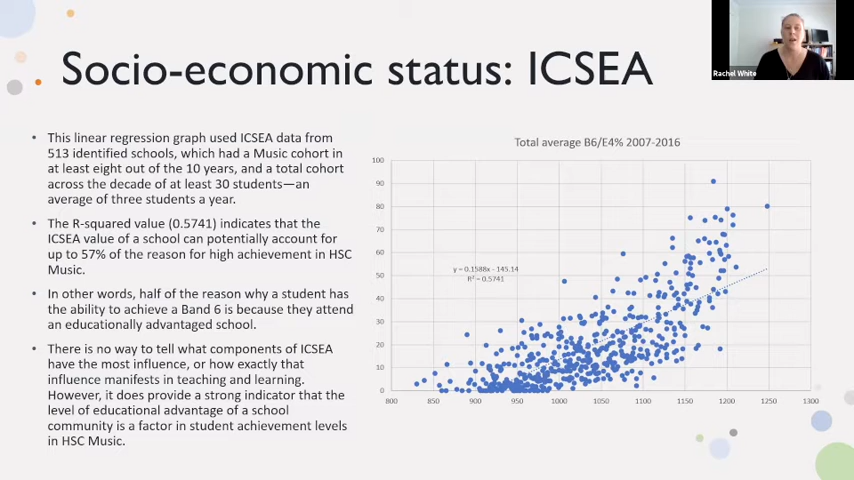 Socio-economic status: ICSEA
Rachel White
• This linear regression graph used ICSEA data from
513 identified schools, which had a Music cohort in
at least eight out of the 10 years, and a total cohort
across the decade of at least 30 students—an
average of three students a year.
• The R-squared value (0.5741) indicates that the
ICSEA value of a school can potentially account for
up to 57% of the reason for high achievement in HSC
Music.
• In other words, half of the reason why a student has
the ability to achieve a Band 6 is because they attend
an educationally advantaged school.
• There is no way to tell what components of ICSEA
have the most influence, or how exactly that
influence manifests in teaching and learning.
However, it does provide a strong indicator that the
level of educational advantage of a school
community is a factor in student achievement levels
in HSC Music.
Total average B6/E4% 2007-2016
100
90
80
70
60
50
40
30
20
10
0
y = 0.1588x - 145.14
R² = 0.5741
800 850 900 950 1000 1050 1100 1150 1200 1250 1300